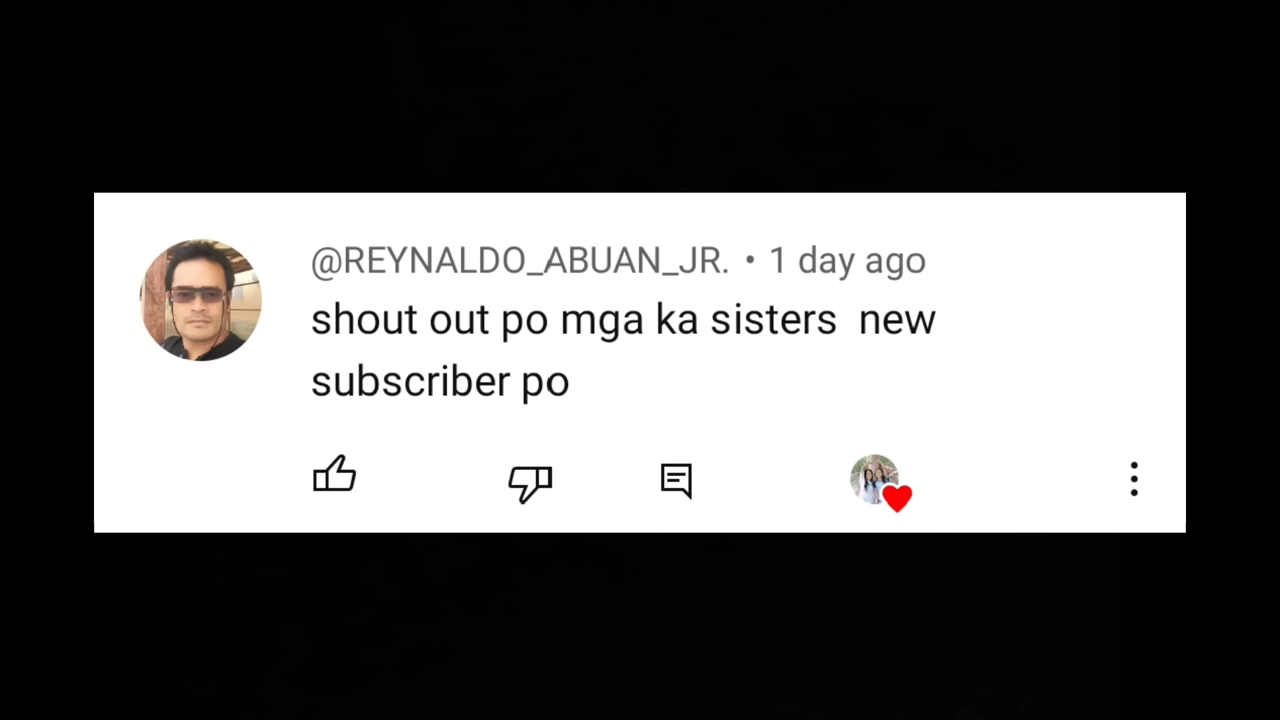 @REYNALDO_ABUAN_JR. • 1 day ago
shout out po mga ka sisters  new
subscriber po